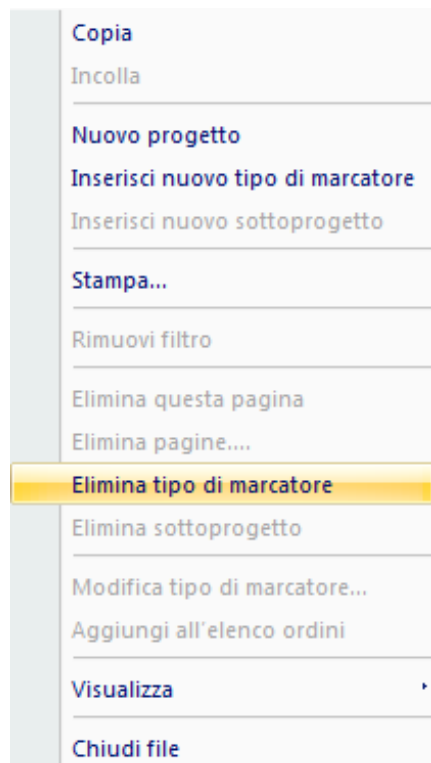 Copia
Incolla
Nuovo progetto
Inserisci nuovo tipo di marcatore
Inserisci nuovo sottoprogetto
Stampa...
Rimuovi filtro
Elimina questa pagina
Elimina pagine....
Elimina tipo di marcatore
Elimina sottoprogetto
Modifica tipo di marcatore...
Aggiungi all'elenco ordini
Visualizza
Chiudi file